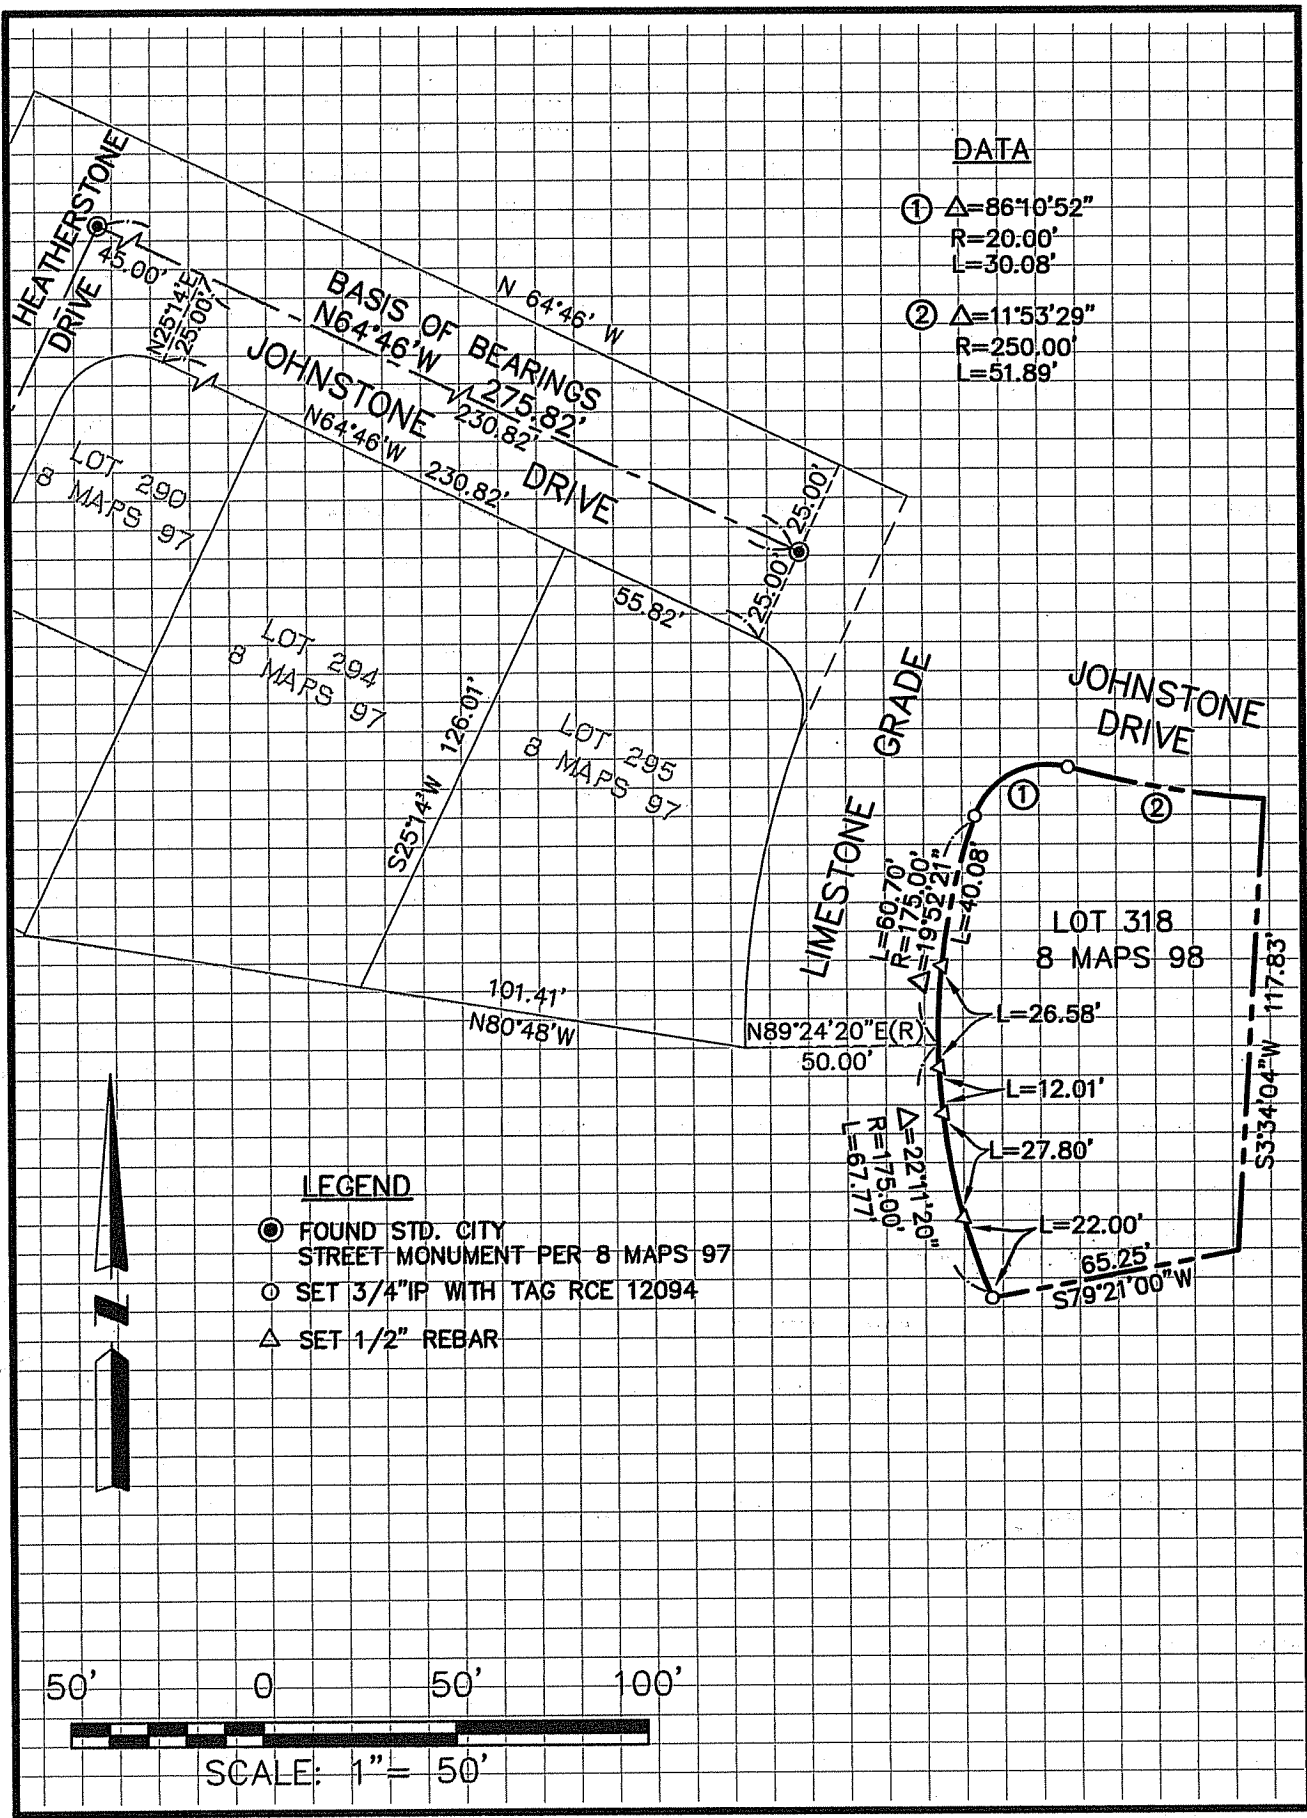 DATA
① Δ=86°10'52"
R=20.00'
L=30.08'
② Δ=11°53'29"
R=250.00'
L=51.89'
HEATHERSTONE
DRIVE
45.00'
N25°14'E
25.00'
BASIS OF BEARINGS
N64°46'W 275.82'
230.82'
N 64°46' W
JOHNSTONE DRIVE
N64°46'W 230.82'
25.00'
25.00'
55.82'
LOT 290
8 MAPS 97
LOT 294
8 MAPS 97
S25°14'W 126.01'
LOT 295
8 MAPS 97
LIMESTONE GRADE
JOHNSTONE
DRIVE
①
②
L=60.70'
R=175.00'
Δ=19°52'21"
L=40.08'
LOT 318
8 MAPS 98
S3°34'04"W 117.83'
L=26.58'
101.41'
N80°48'W
N89°24'20"E(R)
50.00'
L=12.01'
Δ=22°11'20"
R=175.00'
L=67.77'
L=27.80'
L=22.00'
65.25'
S79°21'00"W
LEGEND
FOUND STD. CITY
STREET MONUMENT PER 8 MAPS 97
SET 3/4"IP WITH TAG RCE 12094
SET 1/2" REBAR
N
50' 0 50' 100'
SCALE: 1"= 50'